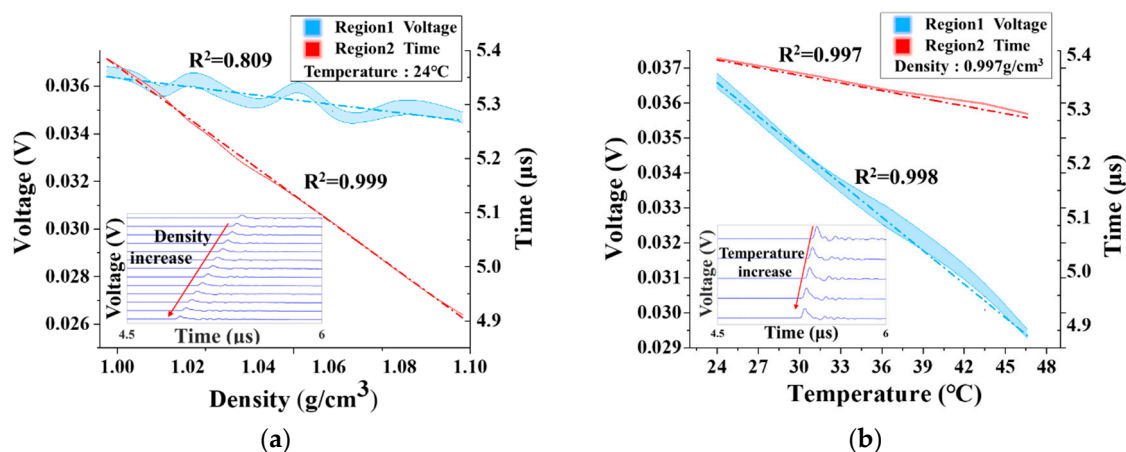 Region1 Voltage
Region2 Time
Temperature : 24℃
R²=0.809
R²=0.999
Voltage (V)
0.036
0.034
0.032
0.030
0.028
0.026
5.4
5.3
5.2
5.1
5.0
4.9
Time (μs)
Density
increase
Voltage (V)
4.5
Time (μs)
6
1.00
1.02
1.04
1.06
1.08
1.10
Density (g/cm³)
(a)
Region1 Voltage
Region2 Time
Density : 0.997g/cm³
R²=0.997
R²=0.998
Voltage (V)
0.037
0.036
0.035
0.034
0.033
0.032
0.031
0.030
0.029
5.4
5.3
5.2
5.1
5.0
4.9
Time (μs)
Temperature
increase
Voltage (V)
4.5
Time (μs)
6
24
27
30
33
36
39
42
45
48
Temperature (℃)
(b)